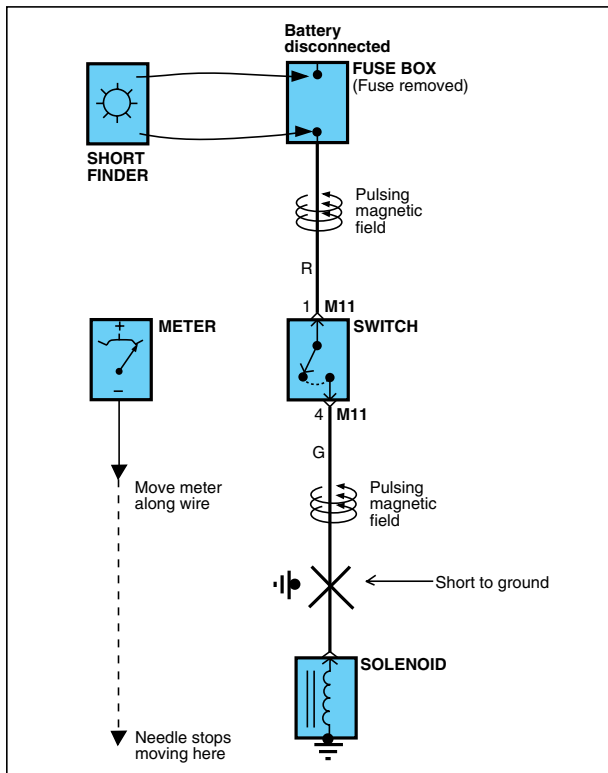 Battery
disconnected
FUSE BOX
(Fuse removed)
SHORT
FINDER
Pulsing
magnetic
field
R
1 M11
METER
SWITCH
+
−
4 M11
G
Move meter
along wire
Pulsing
magnetic
field
Short to ground
SOLENOID
Needle stops
moving here